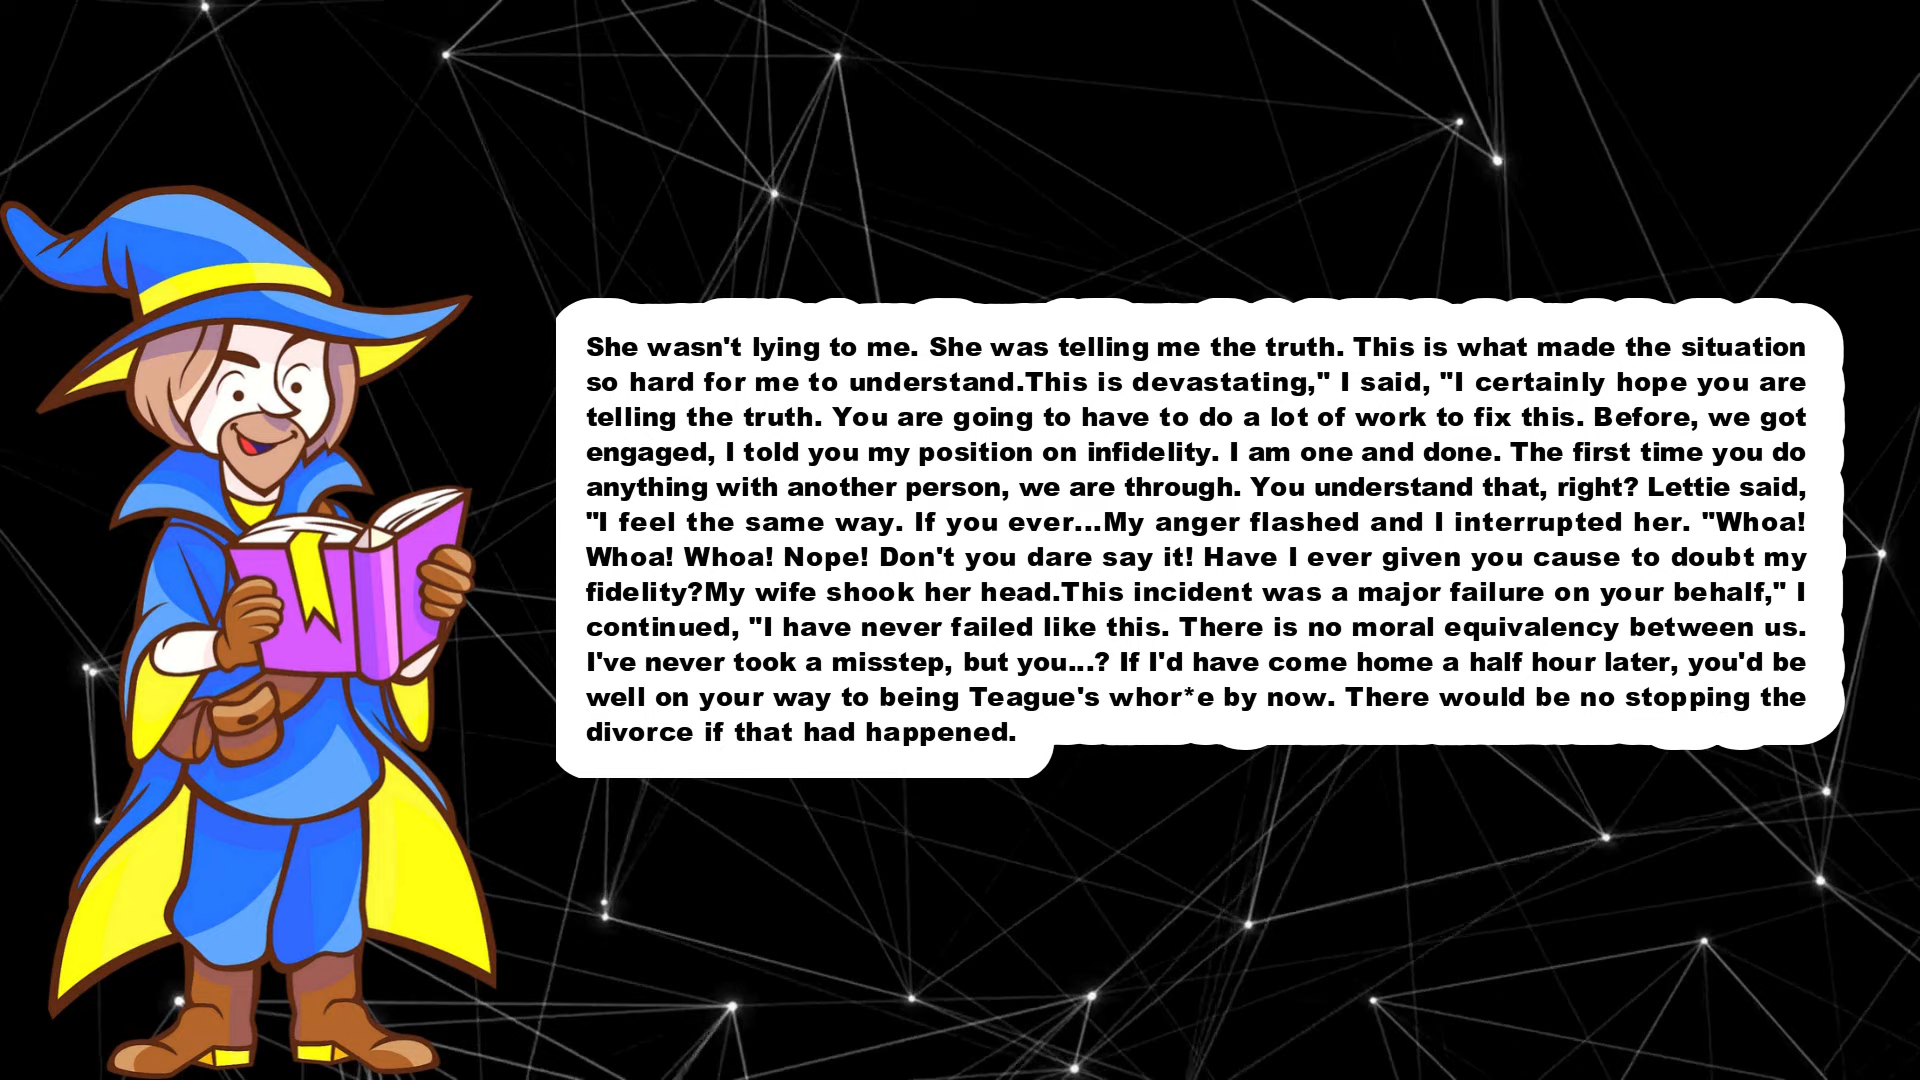 She wasn't lying to me. She was telling me the truth. This is what made the situation
so hard for me to understand.This is devastating," I said, "I certainly hope you are
telling the truth. You are going to have to do a lot of work to fix this. Before, we got
engaged, I told you my position on infidelity. I am one and done. The first time you do
anything with another person, we are through. You understand that, right? Lettie said,
"I feel the same way. If you ever...My anger flashed and I interrupted her. "Whoa!
Whoa! Whoa! Nope! Don't you dare say it! Have I ever given you cause to doubt my
fidelity?My wife shook her head.This incident was a major failure on your behalf," I
continued, "I have never failed like this. There is no moral equivalency between us.
I've never took a misstep, but you...? If I'd have come home a half hour later, you'd be
well on your way to being Teague's whor*e by now. There would be no stopping the
divorce if that had happened.